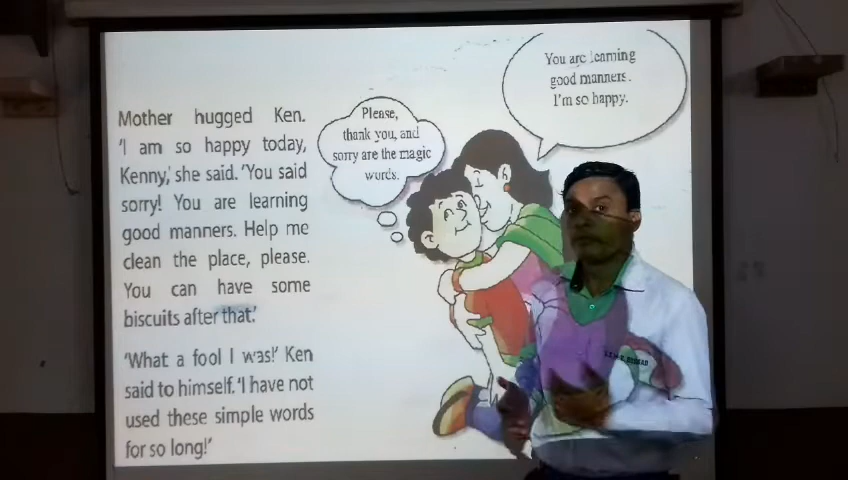 Mother hugged Ken.
'I am so happy today,
Kenny,' she said. 'You said
sorry! You are learning
good manners. Help me
clean the place, please.
You can have some
biscuits after that.'
'What a fool I was!' Ken
said to himself. 'I have not
used these simple words
for so long!'
Please,
thank you, and
sorry are the magic
words.
You are learning
good manners.
I'm so happy.